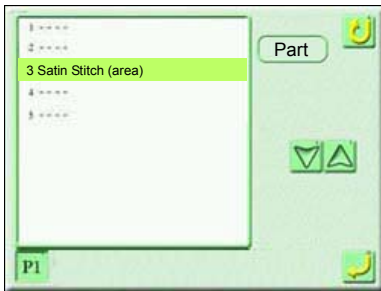 1 ----
2 ----
Part
3 Satin Stitch (area)
4 ----
5 ----
P1